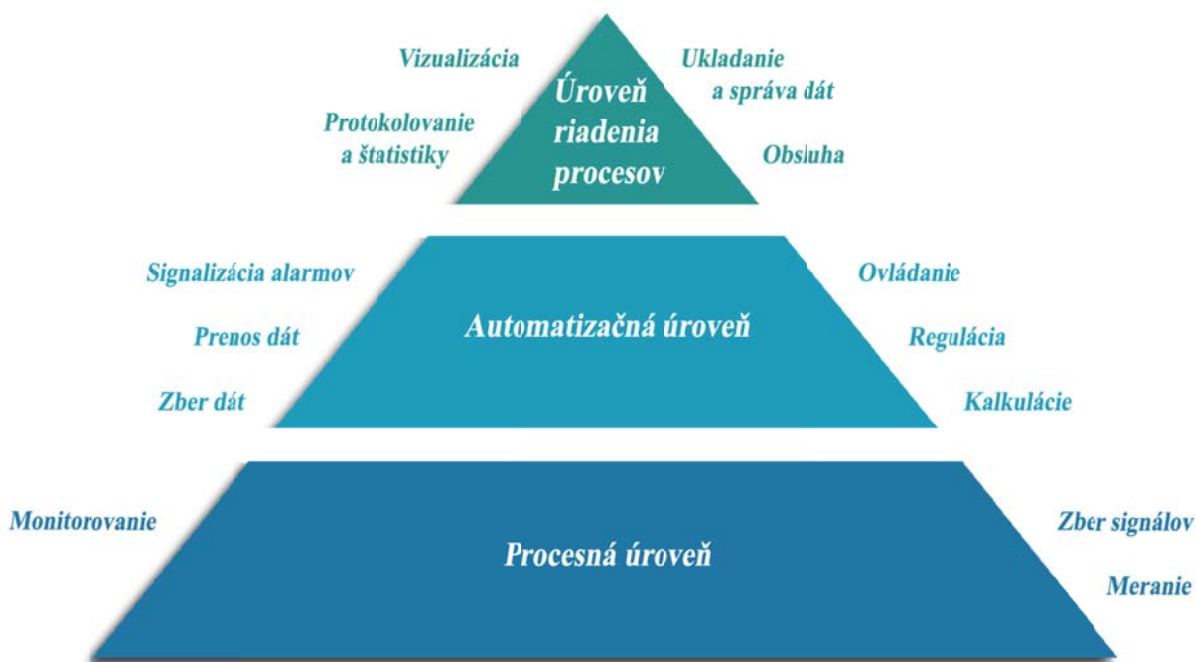 Vizualizácia
Protokolovanie
a štatistiky
Úroveň
riadenia
procesov
Ukladanie
a správa dát
Obsluha
Signalizácia alarmov
Prenos dát
Zber dát
Automatizačná úroveň
Ovládanie
Regulácia
Kalkulácie
Monitorovanie
Procesná úroveň
Zber signálov
Meranie